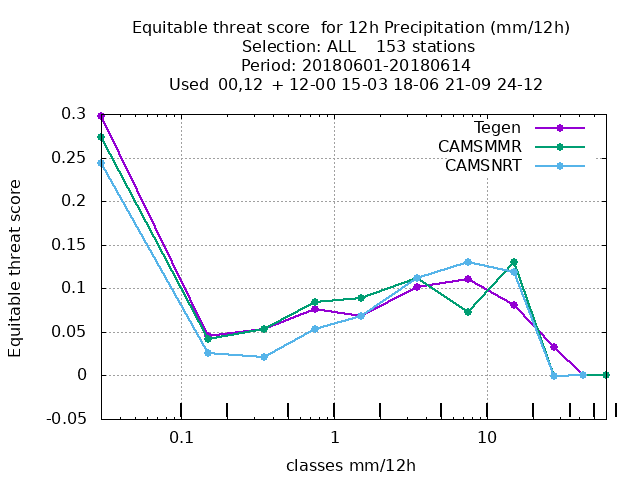 Equitable threat score  for 12h Precipitation (mm/12h)
Selection: ALL    153 stations
Period: 20180601-20180614
Used  00,12  + 12-00 15-03 18-06 21-09 24-12
Tegen
CAMSMMR
CAMSNRT
Equitable threat score
0.3
0.25
0.2
0.15
0.1
0.05
0
-0.05
0.1
1
10
classes mm/12h